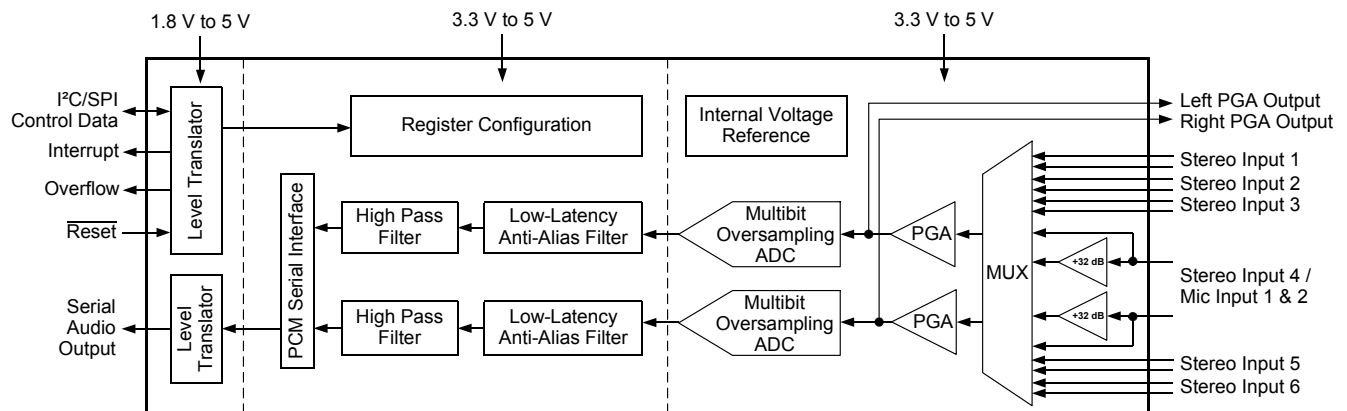 1.8 V to 5 V
3.3 V to 5 V
3.3 V to 5 V
I²C/SPI
Control Data
Interrupt
Overflow
Reset
Serial
Audio
Output
Level Translator
Level
Translator
Register Configuration
Internal Voltage
Reference
PCM Serial Interface
High Pass
Filter
Low-Latency
Anti-Alias Filter
Multibit
Oversampling
ADC
PGA
High Pass
Filter
Low-Latency
Anti-Alias Filter
Multibit
Oversampling
ADC
PGA
MUX
+32 dB
+32 dB
Left PGA Output
Right PGA Output
Stereo Input 1
Stereo Input 2
Stereo Input 3
Stereo Input 4 /
Mic Input 1 & 2
Stereo Input 5
Stereo Input 6